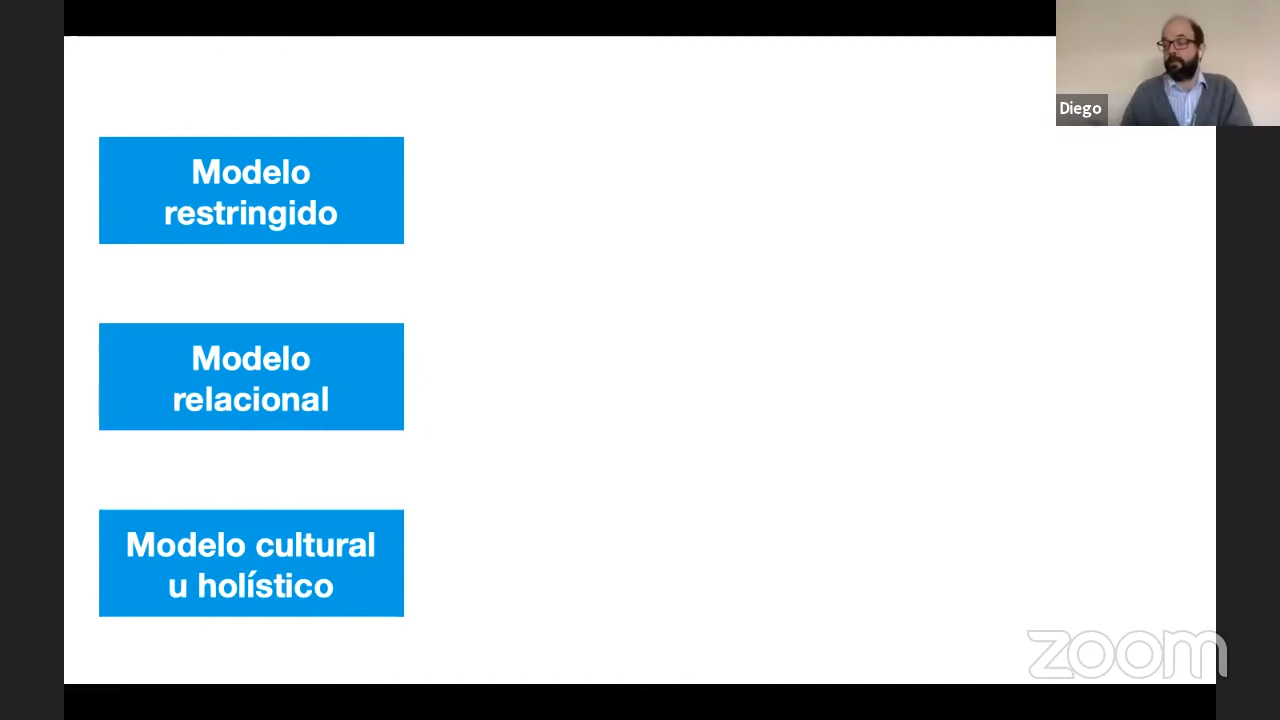 Diego
Modelo
restringido
Modelo
relacional
Modelo cultural
u holístico
zoom